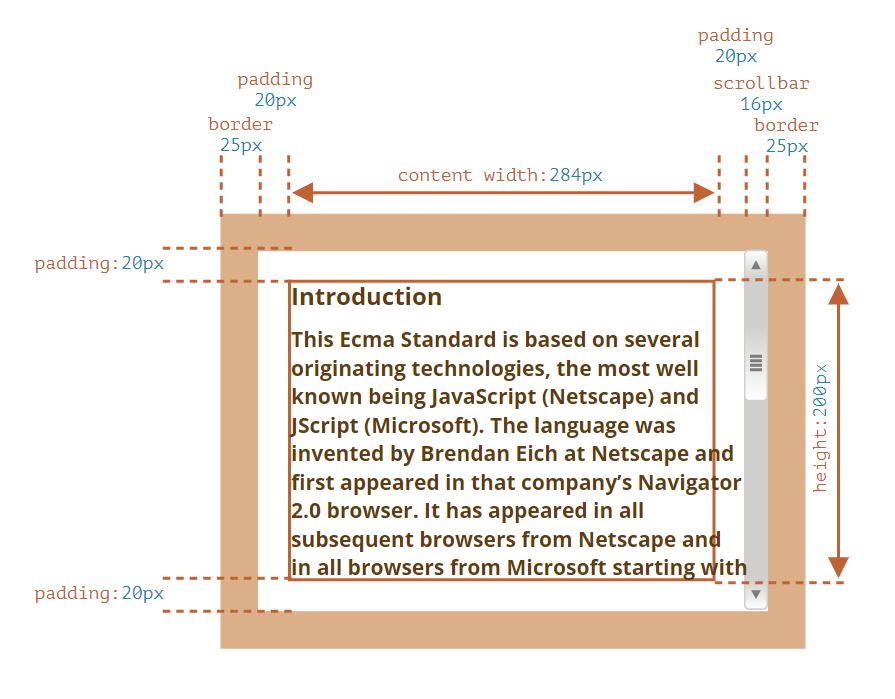 padding
20px
padding
20px
scrollbar
16px
border
25px
border
25px
content width:284px
padding:20px
Introduction
This Ecma Standard is based on several
originating technologies, the most well
known being JavaScript (Netscape) and
JScript (Microsoft). The language was
invented by Brendan Eich at Netscape and
first appeared in that company’s Navigator
2.0 browser. It has appeared in all
subsequent browsers from Netscape and
in all browsers from Microsoft starting with
height:200px
padding:20px